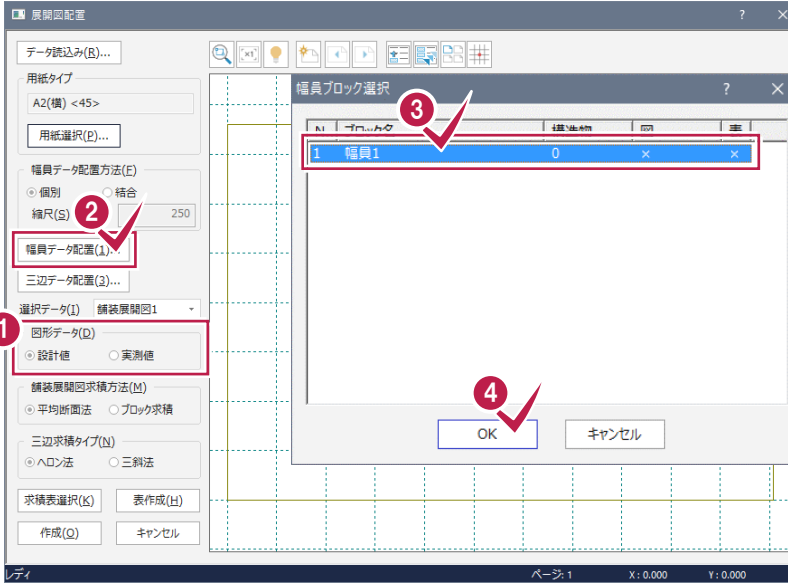 展開図配置
データ読込み(R)...
用紙タイプ
A2(横) <45>
用紙選択(P)...
幅員データ配置方法(F)
個別 結合
縮尺(S) 250
2
幅員データ配置(1)...
三辺データ配置(3)...
選択データ(I) 舗装展開図1
1
図形データ(D)
設計値 実測値
舗装展開図求積方法(M)
平均断面法 ブロック求積
三辺求積タイプ(N)
ヘロン法 三斜法
求積表選択(K) 表作成(H)
作成(O) キャンセル
×1
幅員ブロック選択
3
N ブロック名 構造物 図 表
1 幅員1 0 × ×
4
OK キャンセル
レディ ページ: 1 X : 0.000 Y : 0.000